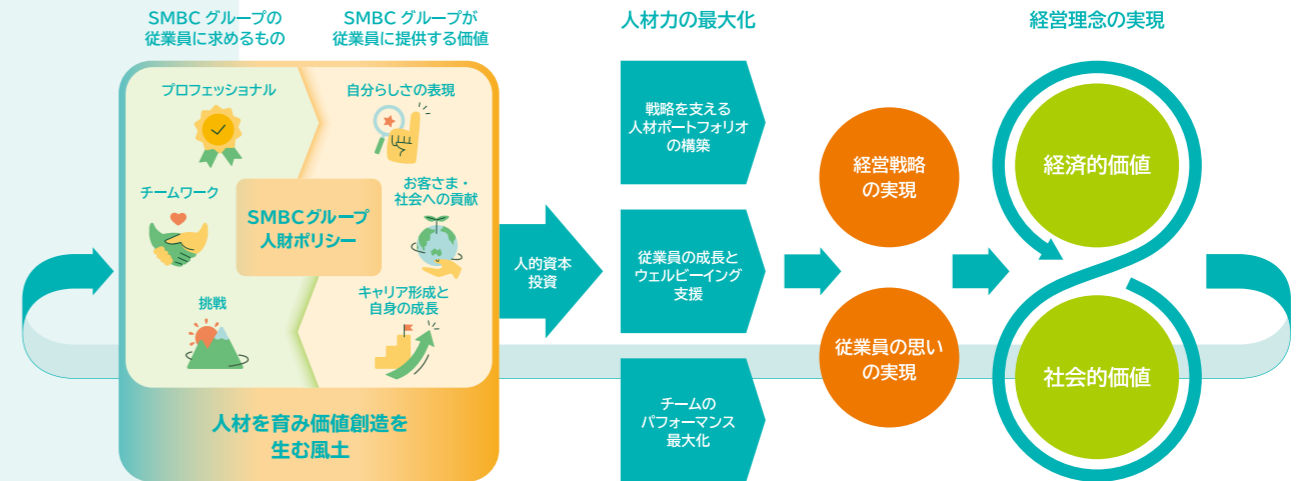 SMBC グループの
従業員に求めるもの
SMBC グループが
従業員に提供する価値
人材力の最大化
経営理念の実現
プロフェッショナル
自分らしさの表現
チームワーク
SMBCグループ
人財ポリシー
お客さま・
社会への貢献
挑戦
キャリア形成と
自身の成長
人材を育み価値創造を
生む風土
人的資本
投資
戦略を支える
人材ポートフォリオ
の構築
従業員の成長と
ウェルビーイング
支援
チームの
パフォーマンス
最大化
経営戦略
の実現
従業員の思い
の実現
経済的価値
社会的価値